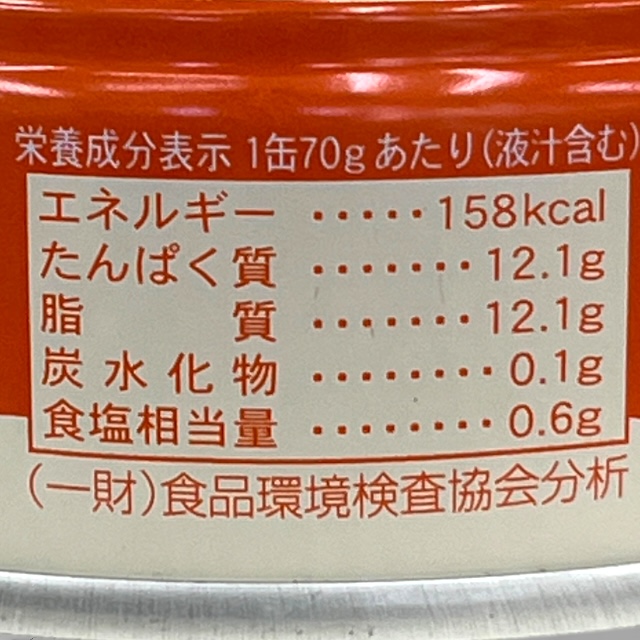 栄養成分表示 1缶70gあたり(液汁含む)
エネルギー ····· 158kcal
たんぱく質 ······· 12.1g
脂質 ······· 12.1g
炭水化物 ········ 0.1g
食塩相当量 ········ 0.6g
(一財)食品環境検査協会分析